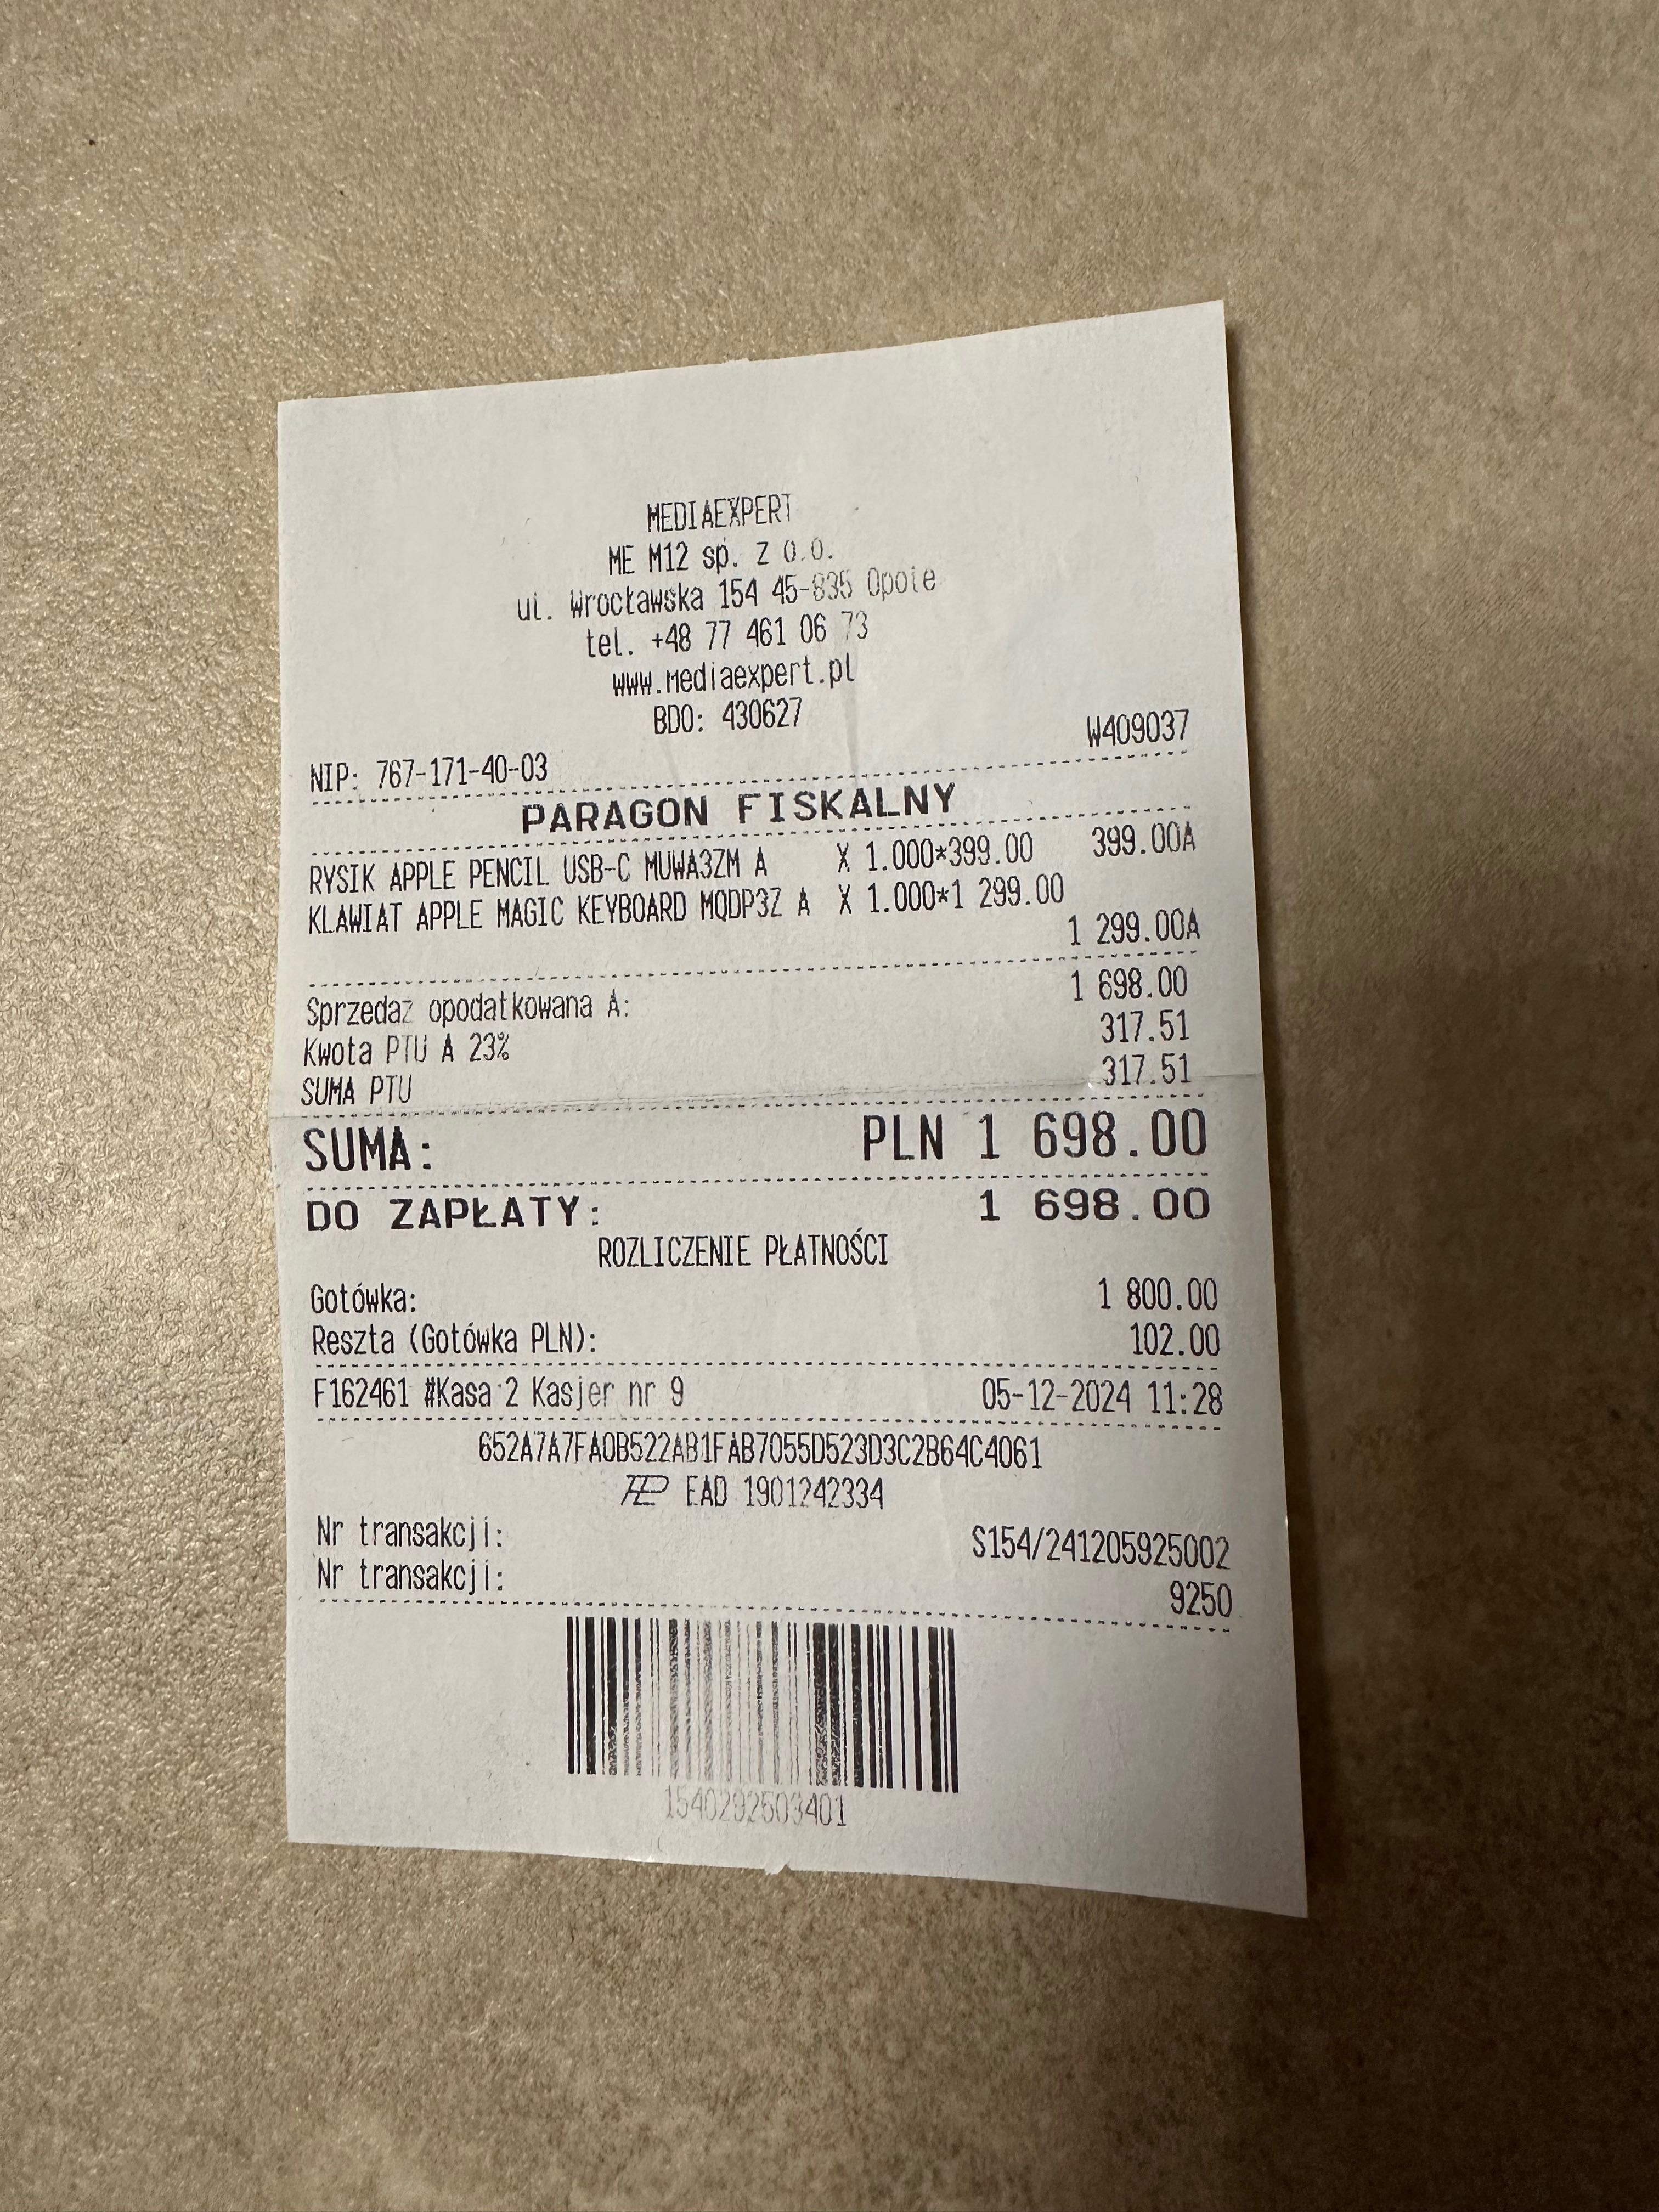 MEDIAEXPERT
ME M12 sp. z o.o.
ul. Wrocławska 154 45-835 Opole
tel. +48 77 461 06 73
www.mediaexpert.pl
BDO: 430627
NIP: 767-171-40-03 W409037
PARAGON FISKALNY
RYSIK APPLE PENCIL USB-C MUWA3ZM A X 1.000*399.00 399.00A
KLAWIAT APPLE MAGIC KEYBOARD MQDP3Z A X 1.000*1 299.00
1 299.00A
Sprzedaż opodatkowana A: 1 698.00
Kwota PTU A 23% 317.51
SUMA PTU 317.51
SUMA: PLN 1 698.00
DO ZAPŁATY: 1 698.00
ROZLICZENIE PŁATNOŚCI
Gotówka: 1 800.00
Reszta (Gotówka PLN): 102.00
F162461 #Kasa 2 Kasjer nr 9 05-12-2024 11:28
652A7A7FA0B522AB1FAB7055D523D3C2B64C4061
EAD 1901242334
Nr transakcji: S154/241205925002
Nr transakcji: 9250
1540292503401